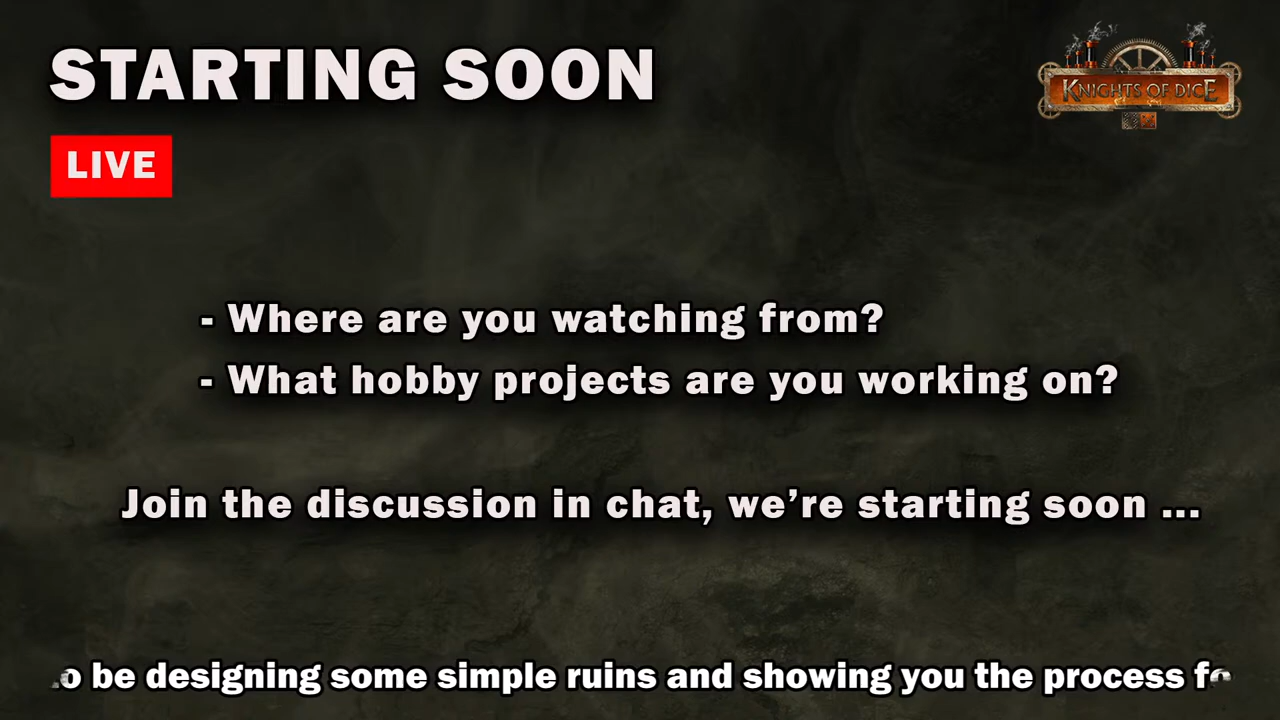 STARTING SOON
KNIGHTS OF DICE
LIVE
- Where are you watching from?
- What hobby projects are you working on?
Join the discussion in chat, we’re starting soon ...
be designing some simple ruins and showing you the process